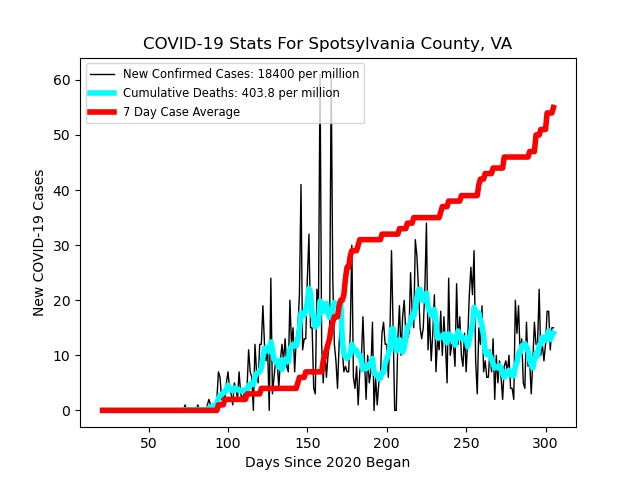 COVID-19 Stats For Spotsylvania County, VA
New Confirmed Cases: 18400 per million
Cumulative Deaths: 403.8 per million
7 Day Case Average
New COVID-19 Cases
60
50
40
30
20
10
0
50 100 150 200 250 300
Days Since 2020 Began